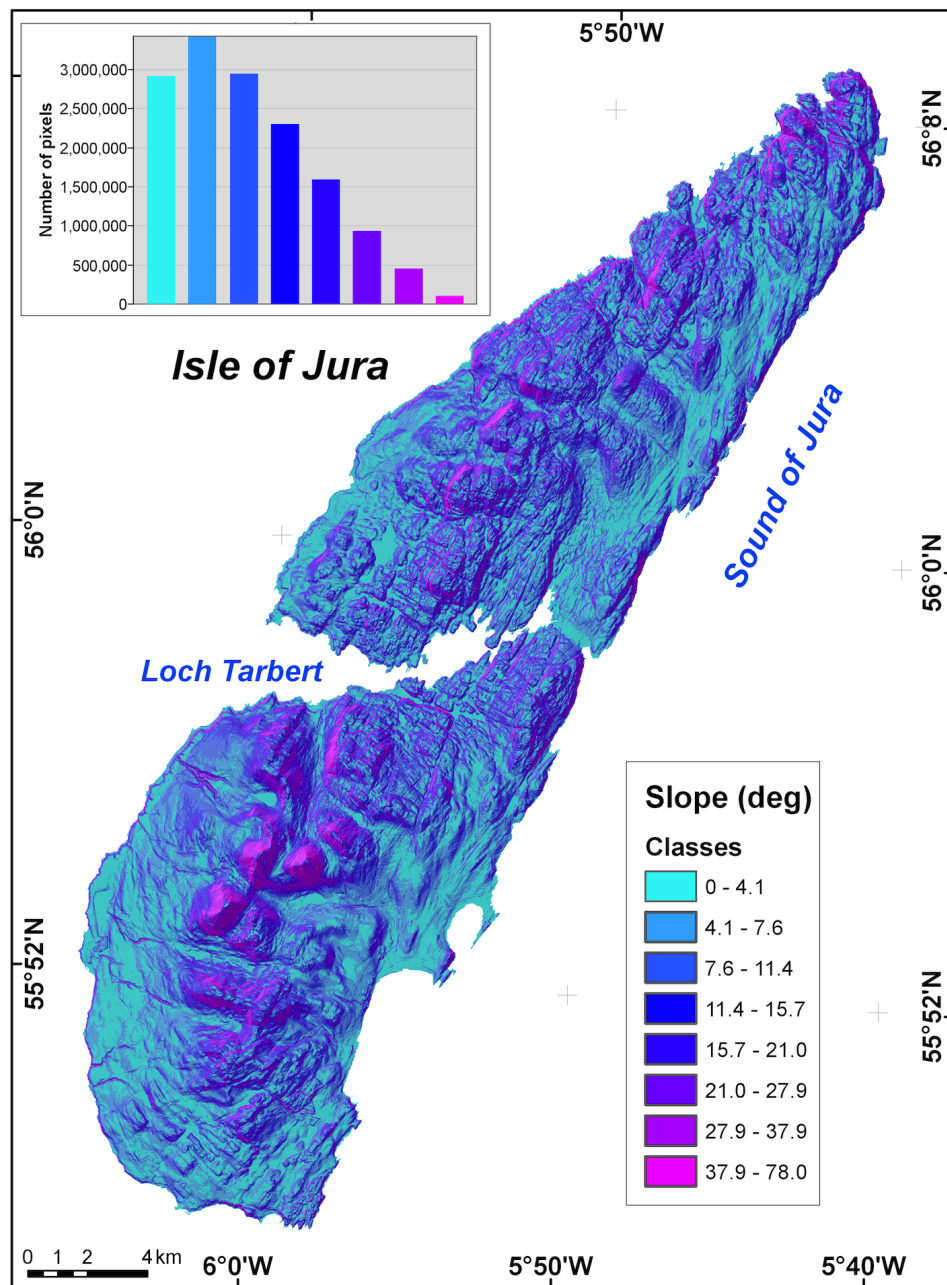 5°50'W
3,000,000
2,500,000
2,000,000
1,500,000
1,000,000
500,000
0
Number of pixels
56°8'N
Isle of Jura
Sound of Jura
56°0'N
56°0'N
Loch Tarbert
Slope (deg)
Classes
0 - 4.1
4.1 - 7.6
7.6 - 11.4
11.4 - 15.7
15.7 - 21.0
21.0 - 27.9
27.9 - 37.9
37.9 - 78.0
55°52'N
55°52'N
0 1 2 4 km
6°0'W
5°50'W
5°40'W